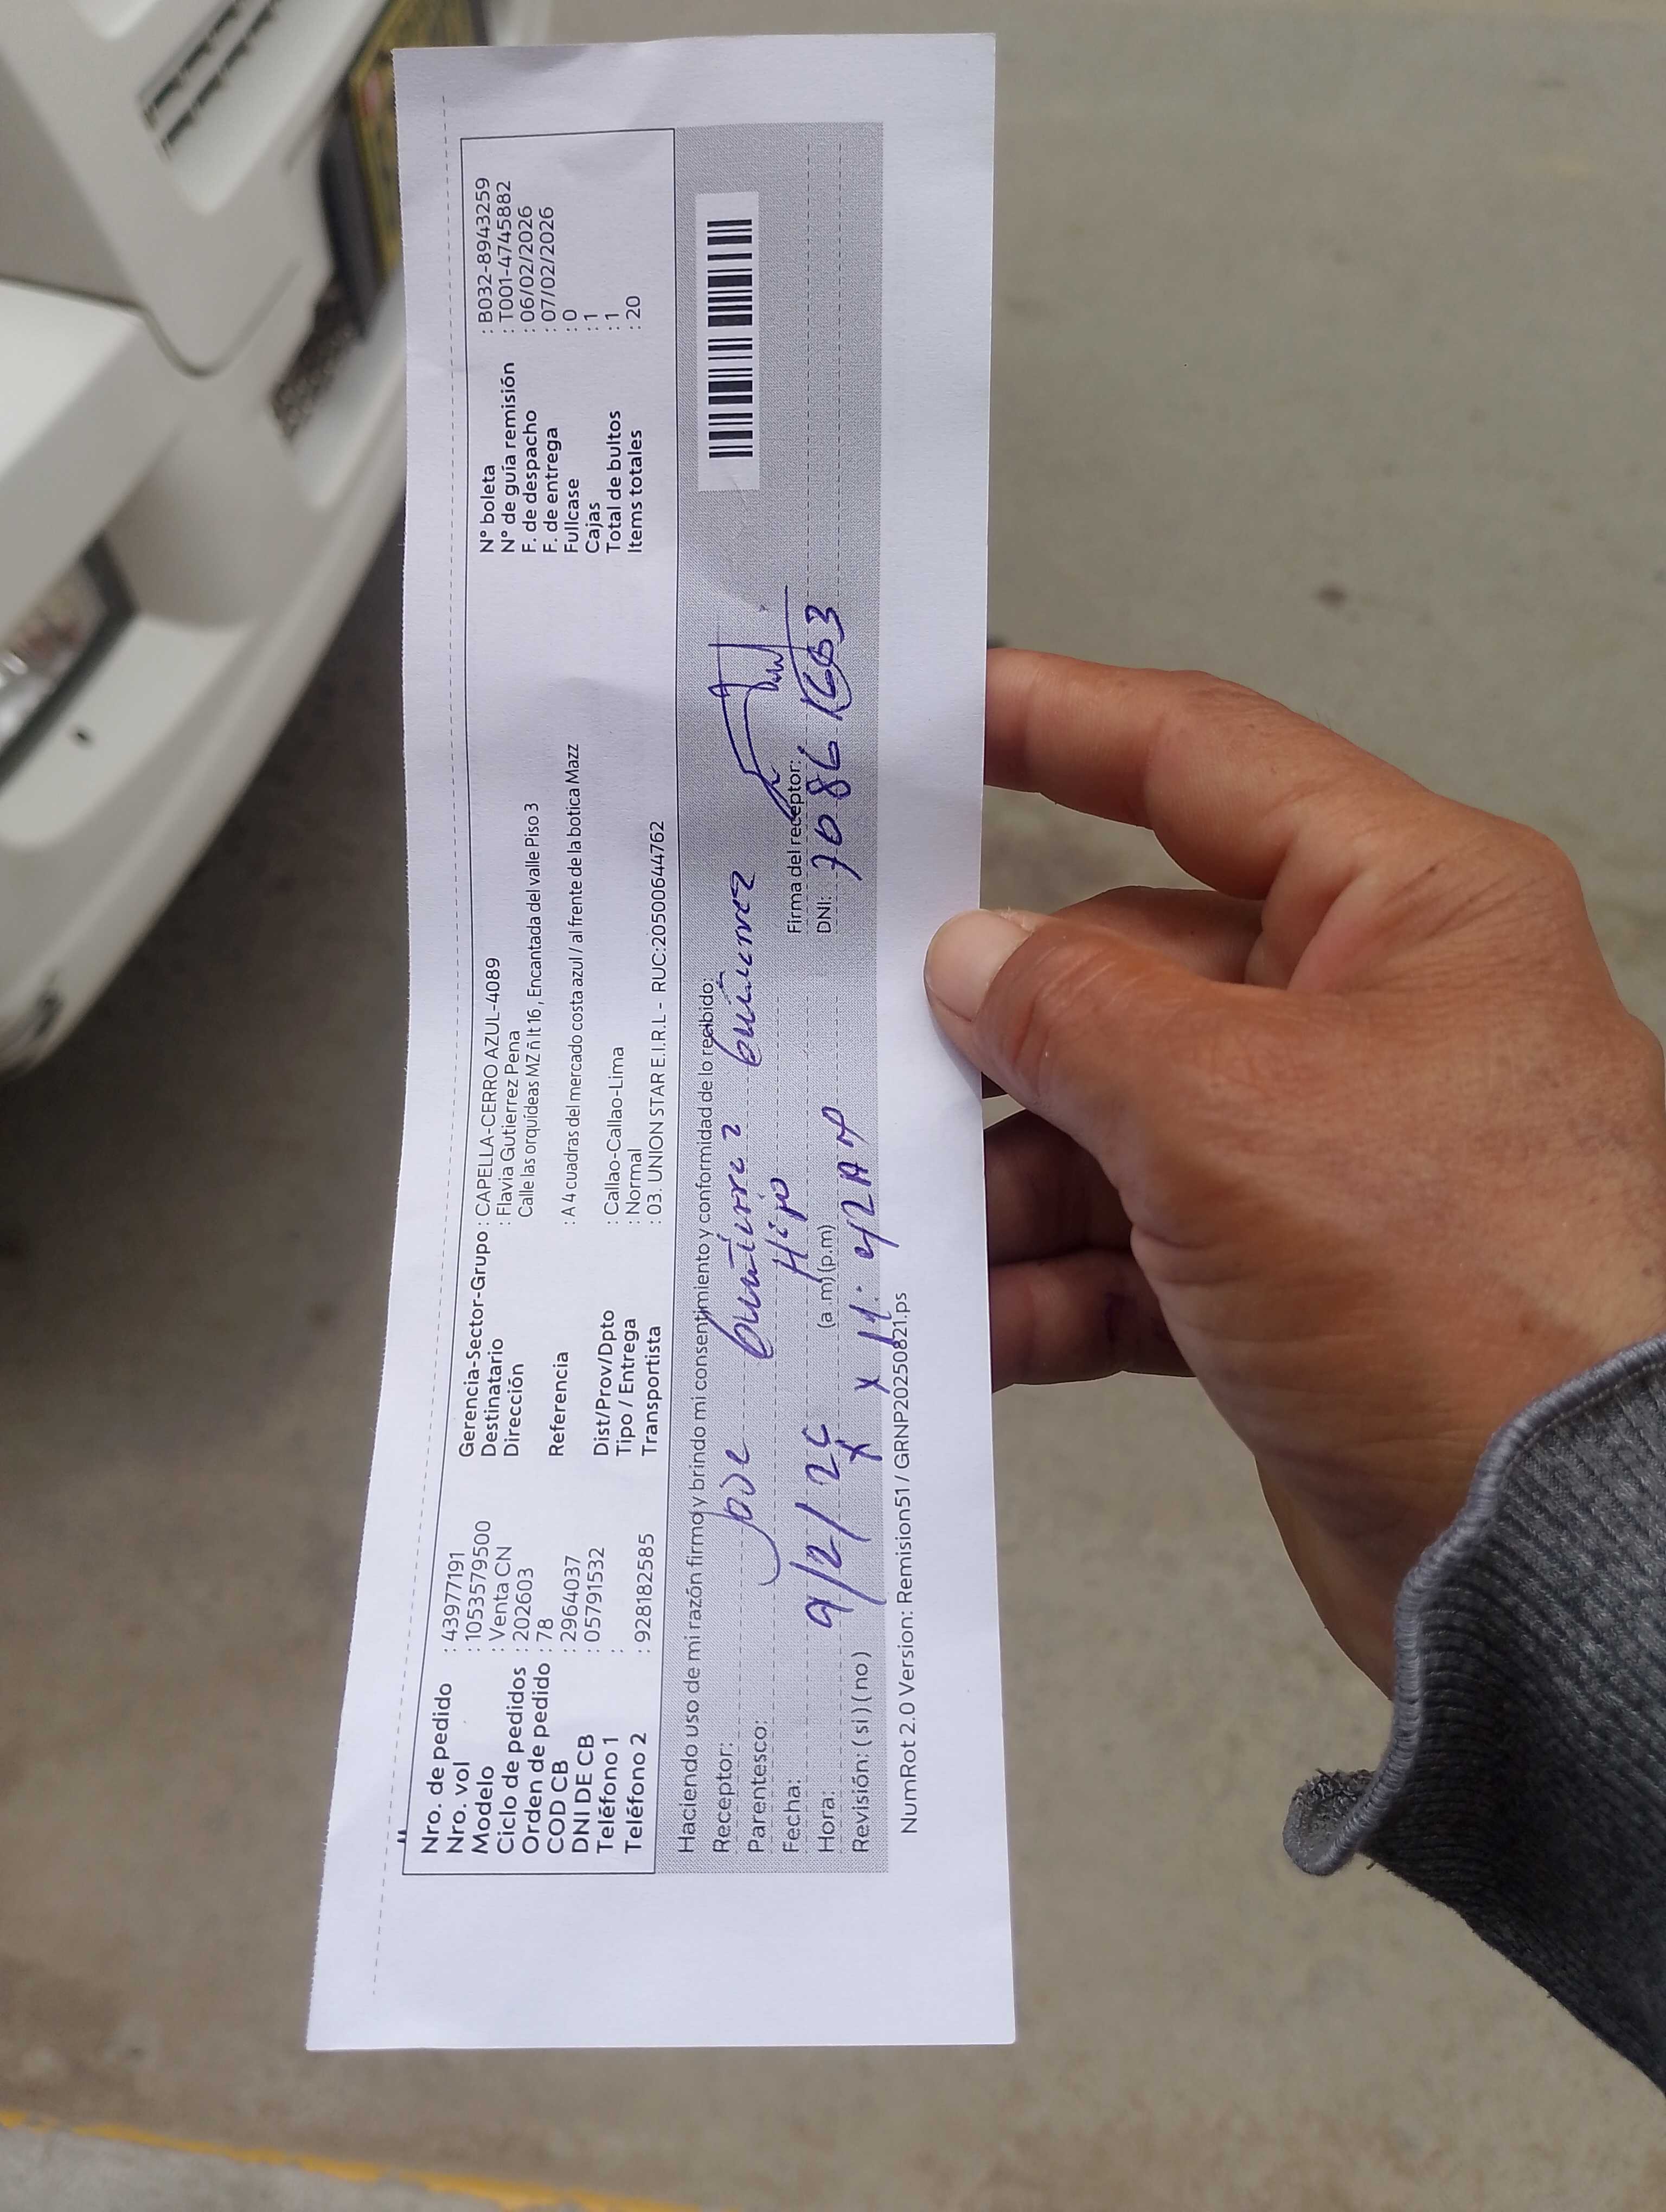 Nro. de pedido : 43977191
Nro. vol : 1053579500
Modelo : Venta CN
Ciclo de pedidos : 202603
Orden de pedido : 78
COD CB : 2964037
DNI DE CB : 05791532
Teléfono 1 :
Teléfono 2 : 928182585
Gerencia-Sector-Grupo : CAPELLA-CERRO AZUL-4089
Destinatario : Flavia Gutierrez Pena
Dirección Calle las orquídeas MZ ñ lt 16 , Encantada del valle Piso 3
Referencia : A 4 cuadras del mercado costa azul / al frente de la botica Mazz
Dist/Prov/Dpto : Callao-Callao-Lima
Tipo / Entrega : Normal
Transportista : 03. UNION STAR E.I.R.L - RUC:20500644762
N° boleta : B032-8943259
N° de guía remisión : T001-4745882
F. de despacho : 06/02/2026
F. de entrega : 07/02/2026
Fullcase : 0
Cajas : 1
Total de bultos : 1
Items totales : 20
Haciendo uso de mi razón firmo y brindo mi consentimiento y conformidad de lo recibido:
Receptor: Jose
Parentesco: Hijo
Fecha: 9/2/26
Hora: (a.m) (p.m) 11:
Revisión: ( si ) ( no )
Firma del receptor:
DNI:
NumRot 2.0 Version: Remision51 / GRNP20250821.ps